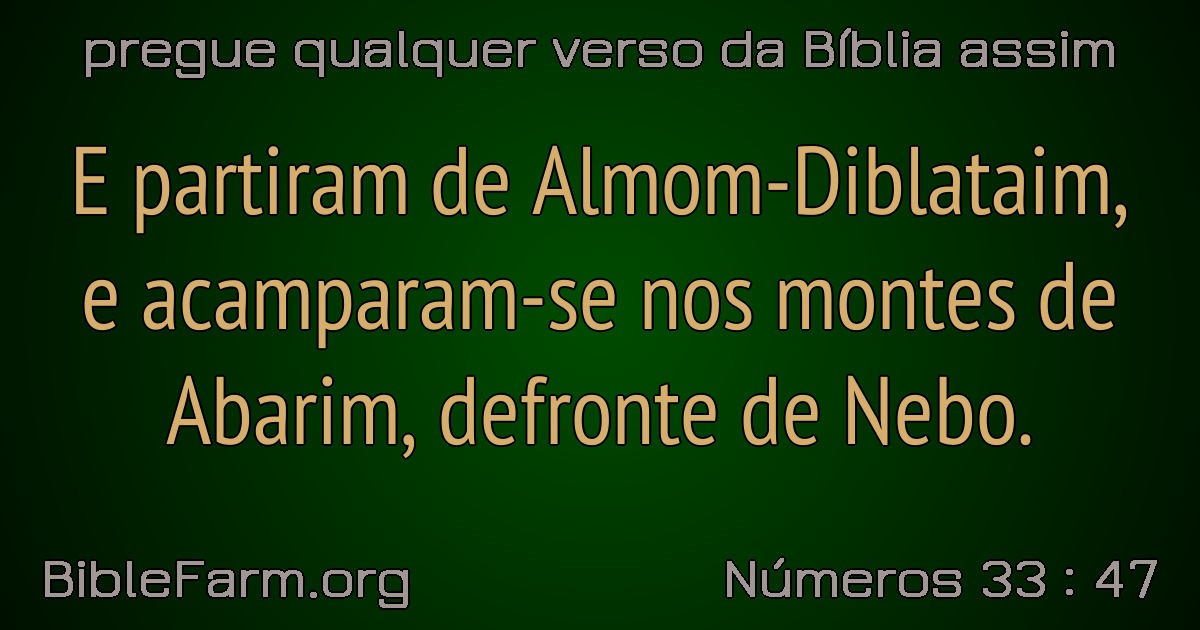 pregue qualquer verso da Bíblia assim
E partiram de Almom-Diblataim,
e acamparam-se nos montes de
Abarim, defronte de Nebo.
BibleFarm.org
Números 33 : 47